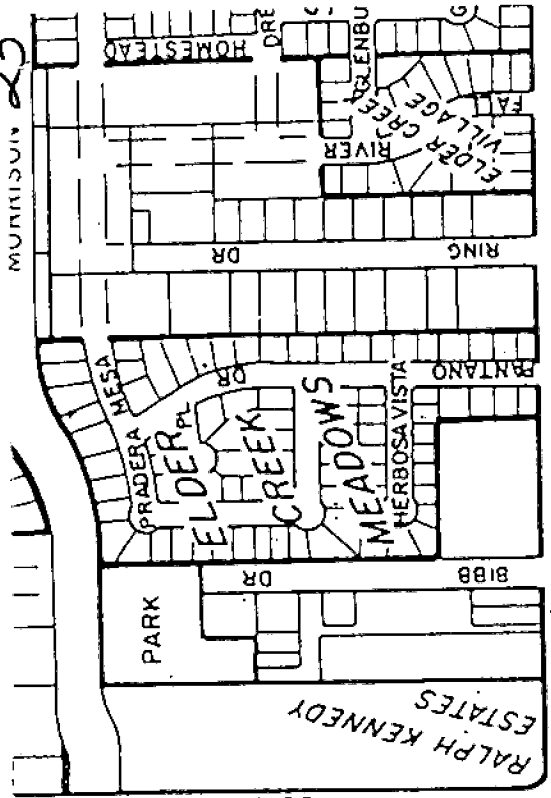 MORRISON
HOMESTEAD
DRE
GLENBU
G
ELDER CREEK
VILLAGE
FA
RIVER
DR
RING
MESA
DR
PANTANO
PRADERA
PL
ELDER
CREEK
MEADOWS
HERBOSA VISTA
PARK
DR
BIBB
RALPH KENNEDY
ESTATES